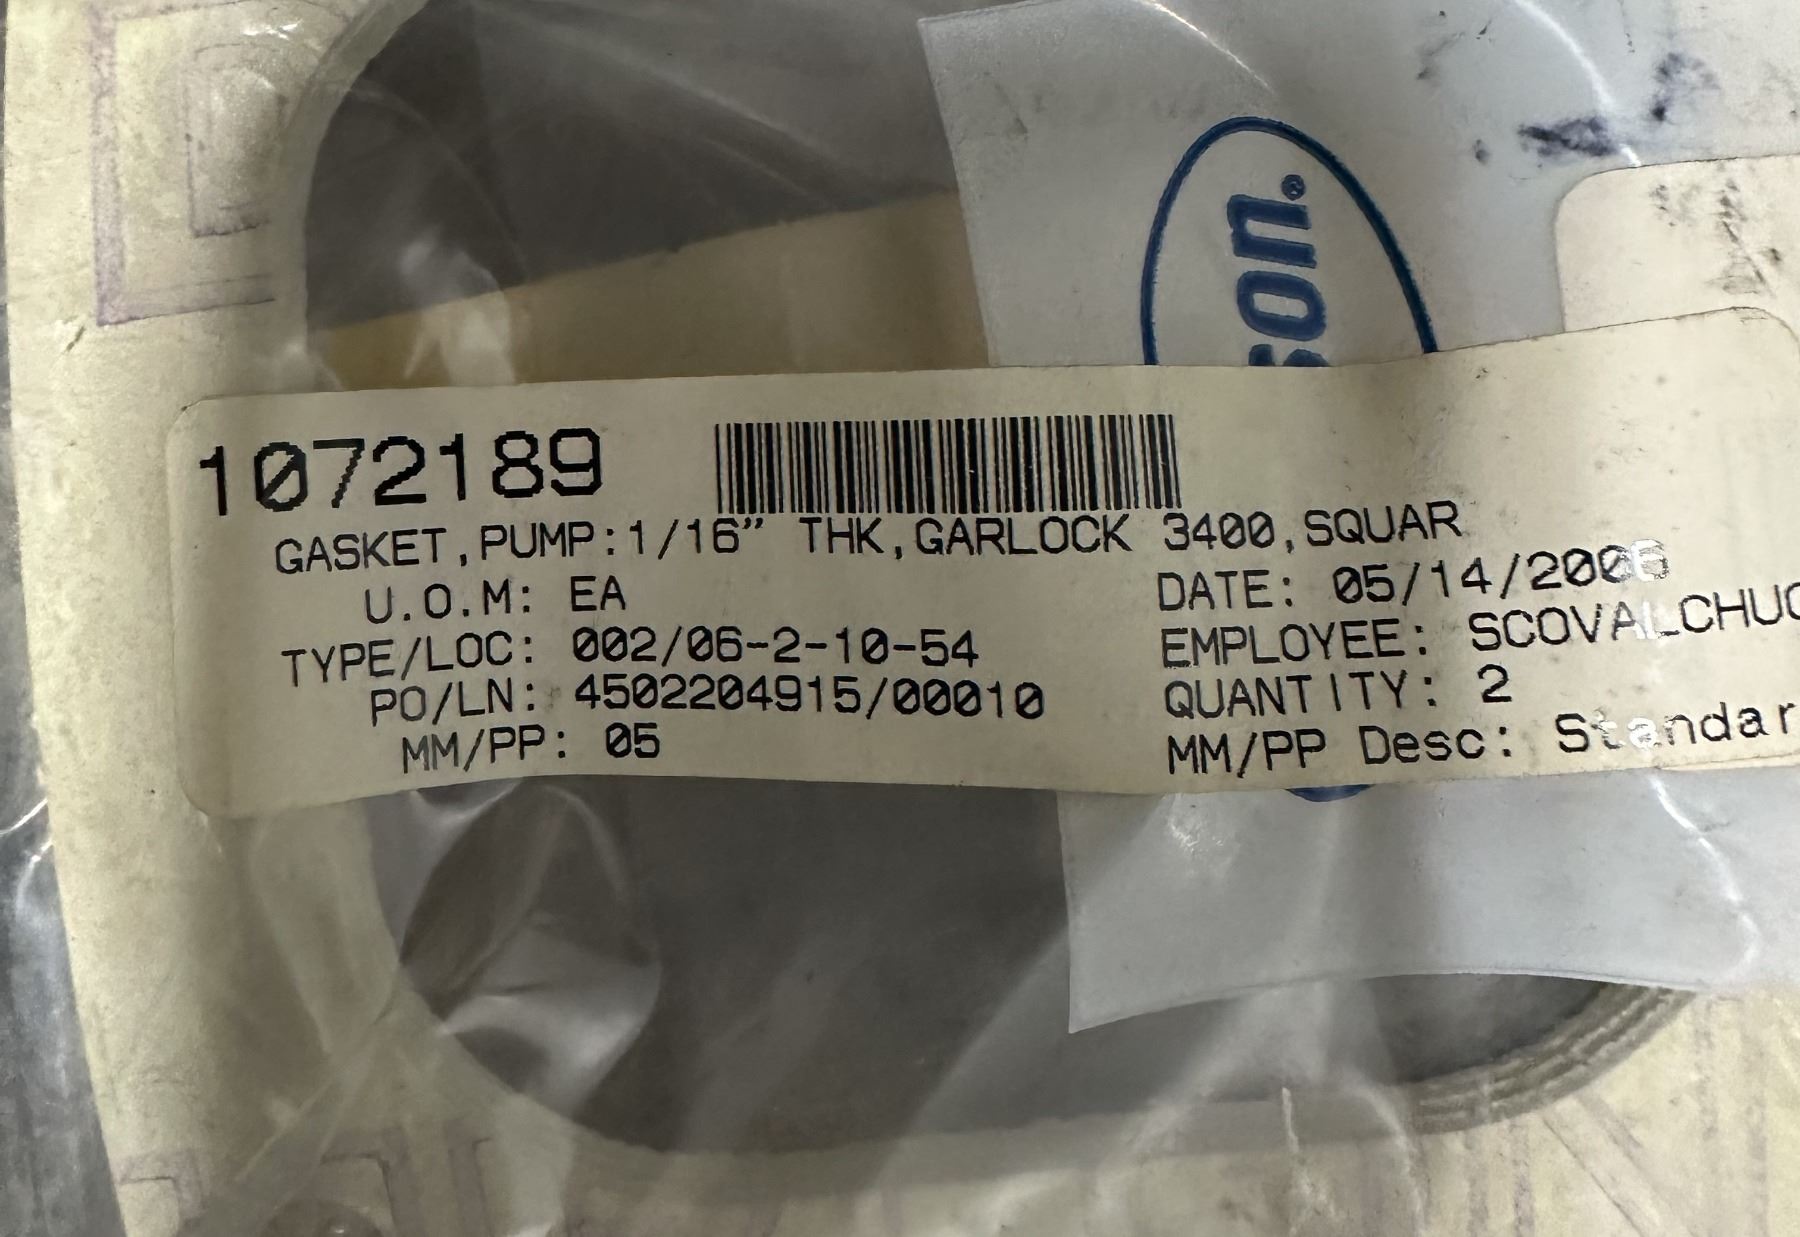 son®
1072189
GASKET,PUMP:1/16" THK,GARLOCK 3400,SQUAR
U.O.M: EA
DATE: 05/14/2006
TYPE/LOC: 002/06-2-10-54
EMPLOYEE: SCOVALCHUC
PO/LN: 4502204915/00010
QUANTITY: 2
MM/PP: 05
MM/PP Desc: Standar